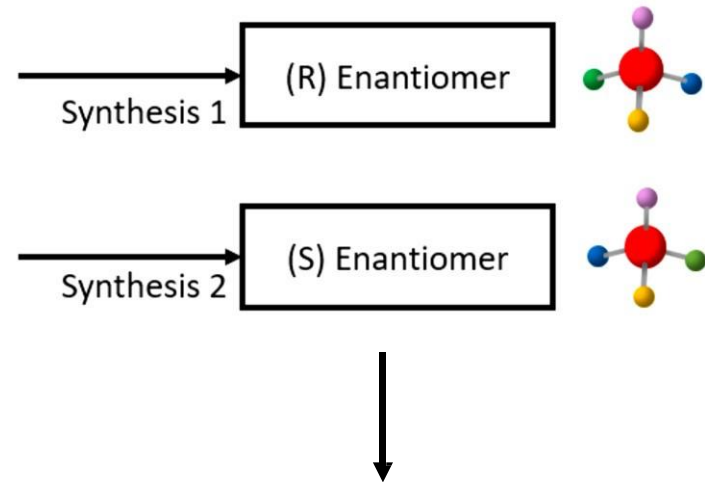 (R) Enantiomer
Synthesis 1
(S) Enantiomer
Synthesis 2